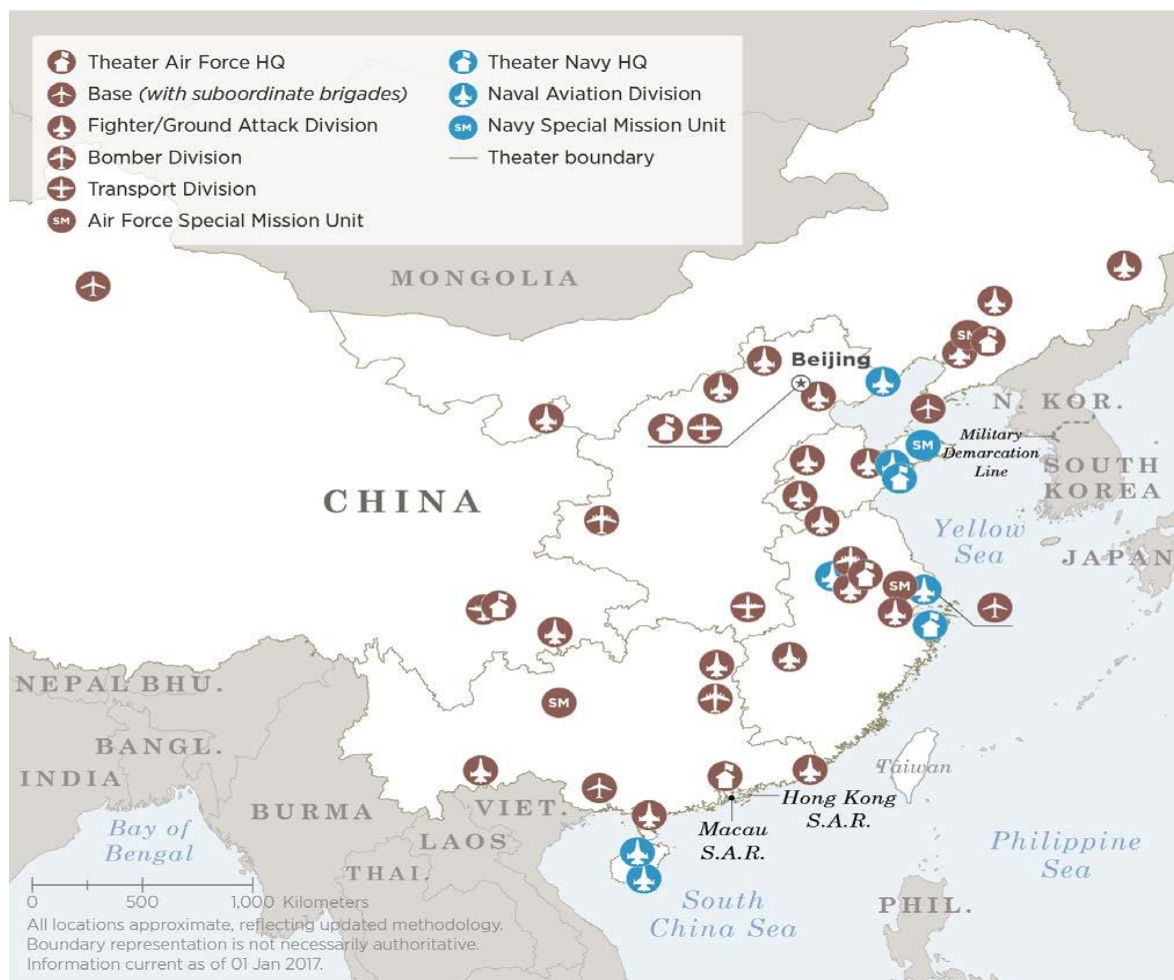 Theater Air Force HQ
Base (with subordinate brigades)
Fighter/Ground Attack Division
Bomber Division
Transport Division
SM Air Force Special Mission Unit
Theater Navy HQ
Naval Aviation Division
SM Navy Special Mission Unit
Theater boundary
MONGOLIA
SM
Beijing
N. KOR.
SM
Military
Demarcation
Line
SOUTH
KOREA
CHINA
Yellow
Sea
JAPAN
SM
NEPAL
BHU.
SM
BANGL.
INDIA
BURMA
VIET.
LAOS
THAI.
Taiwan
Hong Kong
S.A.R.
Macau
S.A.R.
Bay of
Bengal
Philippine
Sea
South
China Sea
PHIL.
0 500 1,000 Kilometers
All locations approximate, reflecting updated methodology.
Boundary representation is not necessarily authoritative.
Information current as of 01 Jan 2017.